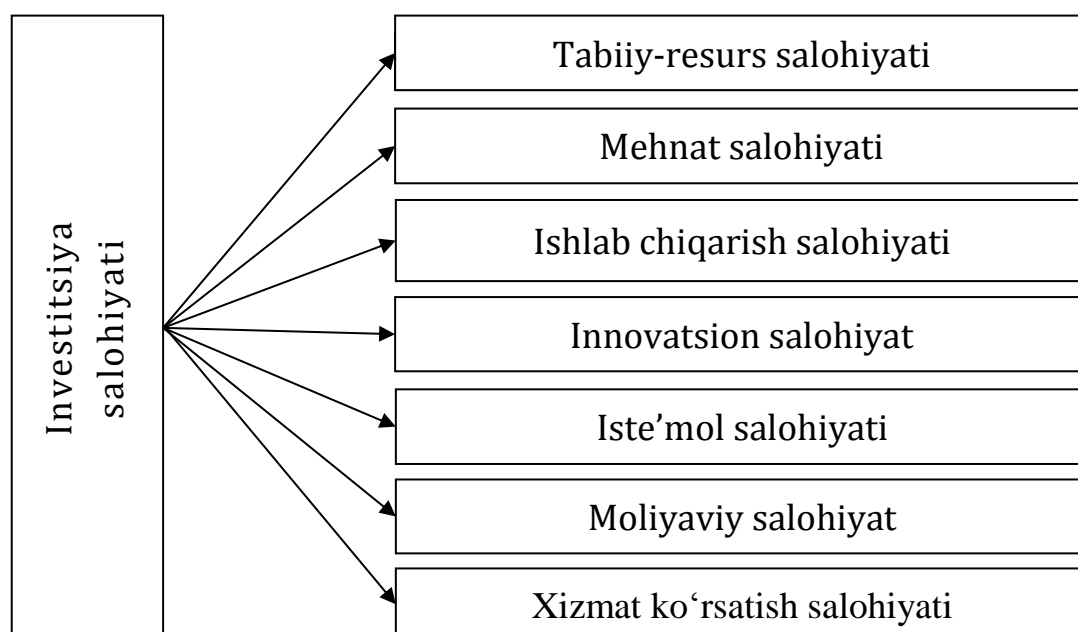 Investitsiya
salohiyati
Tabiiy-resurs salohiyati
Mehnat salohiyati
Ishlab chiqarish salohiyati
Innovatsion salohiyat
Iste’mol salohiyati
Moliyaviy salohiyat
Xizmat ko‘rsatish salohiyati